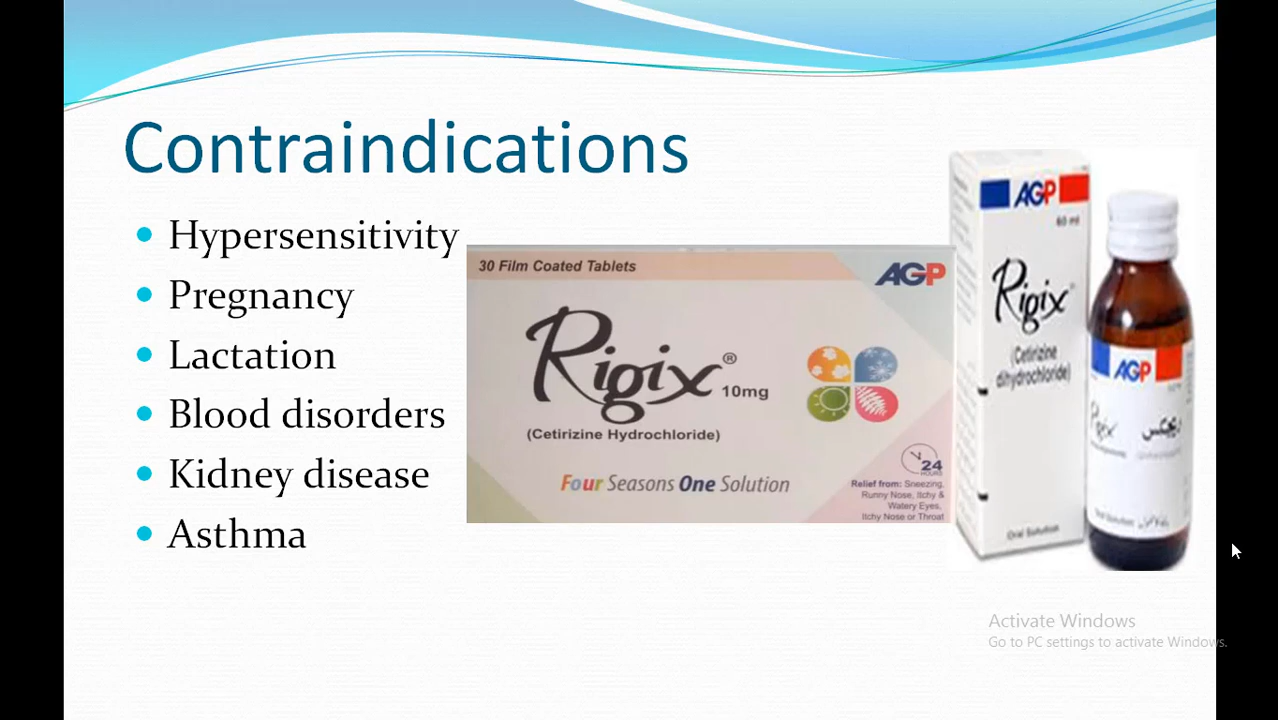 Contraindications
Hypersensitivity
Pregnancy
Lactation
Blood disorders
Kidney disease
Asthma
30 Film Coated Tablets
AGP
Rigix®
10mg
(Cetirizine Hydrochloride)
Four Seasons One Solution
24
HOURS
Relief from: Sneezing,
Runny Nose, Itchy &
Watery Eyes,
Itchy Nose or Throat
AGP
60 ml
Rigix
(Cetirizine
dihydrochloride)
Oral Solution
AGP
Rigix
ریجکس
Activate Windows
Go to PC settings to activate Windows.